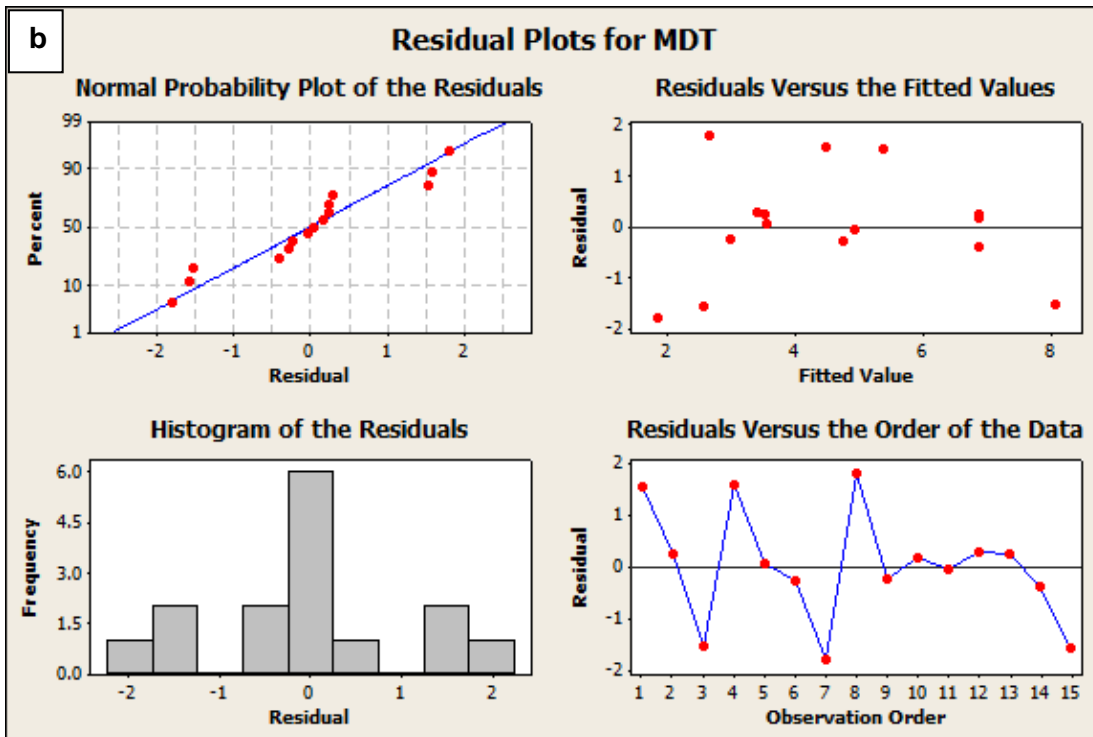 b
Residual Plots for MDT
Normal Probability Plot of the Residuals
99
90
50
10
1
Percent
-2 -1 0 1 2
Residual
Residuals Versus the Fitted Values
2
1
0
-1
-2
Residual
2 4 6 8
Fitted Value
Histogram of the Residuals
6.0
4.5
3.0
1.5
0.0
Frequency
-2 -1 0 1 2
Residual
Residuals Versus the Order of the Data
2
1
0
-1
-2
Residual
1 2 3 4 5 6 7 8 9 10 11 12 13 14 15
Observation Order